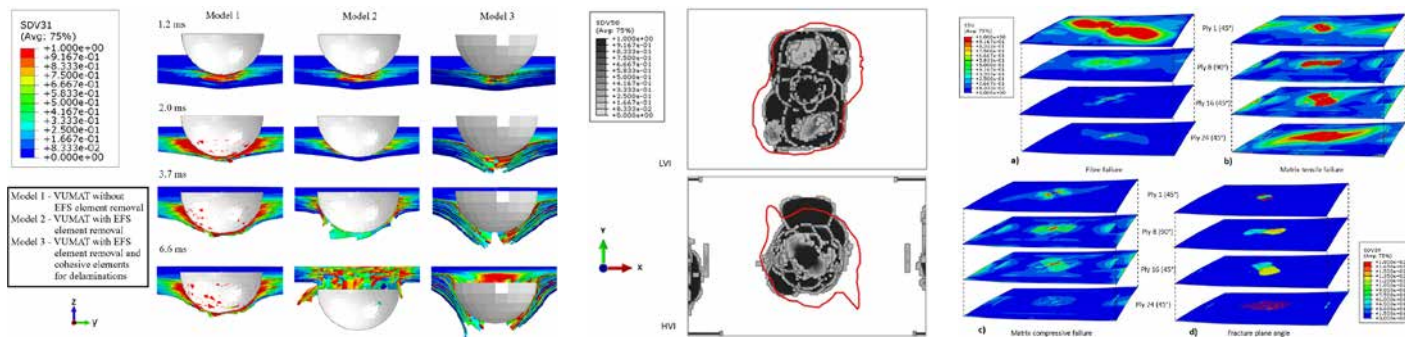 SDV31
(Avg: 75%)
+1.000e+00
+9.167e-01
+8.333e-01
+7.500e-01
+6.667e-01
+5.833e-01
+5.000e-01
+4.167e-01
+3.333e-01
+2.500e-01
+1.667e-01
+8.333e-02
+0.000e+00
Model 1 - VUMAT without
EFS element removal
Model 2 - VUMAT with EFS
element removal
Model 3 - VUMAT with EFS
element removal and
cohesive elements
for delaminations
z
y
Model 1
Model 2
Model 3
1.2 ms
2.0 ms
3.7 ms
6.6 ms
SDV50
(Avg: 75%)
+1.000e+00
+9.167e-01
+8.333e-01
+7.500e-01
+6.667e-01
+5.833e-01
+5.000e-01
+4.167e-01
+3.333e-01
+2.500e-01
+1.667e-01
+8.333e-02
+0.000e+00
LVI
Y
X
HVI
Ply 1 (45°)
Ply 8 (90°)
Ply 16 (45°)
Ply 24 (45°)
a)
Fibre failure
b)
Matrix tensile failure
Ply 1 (45°)
Ply 8 (90°)
Ply 16 (45°)
Ply 24 (45°)
c)
Matrix compressive failure
d)
Fracture plane angle